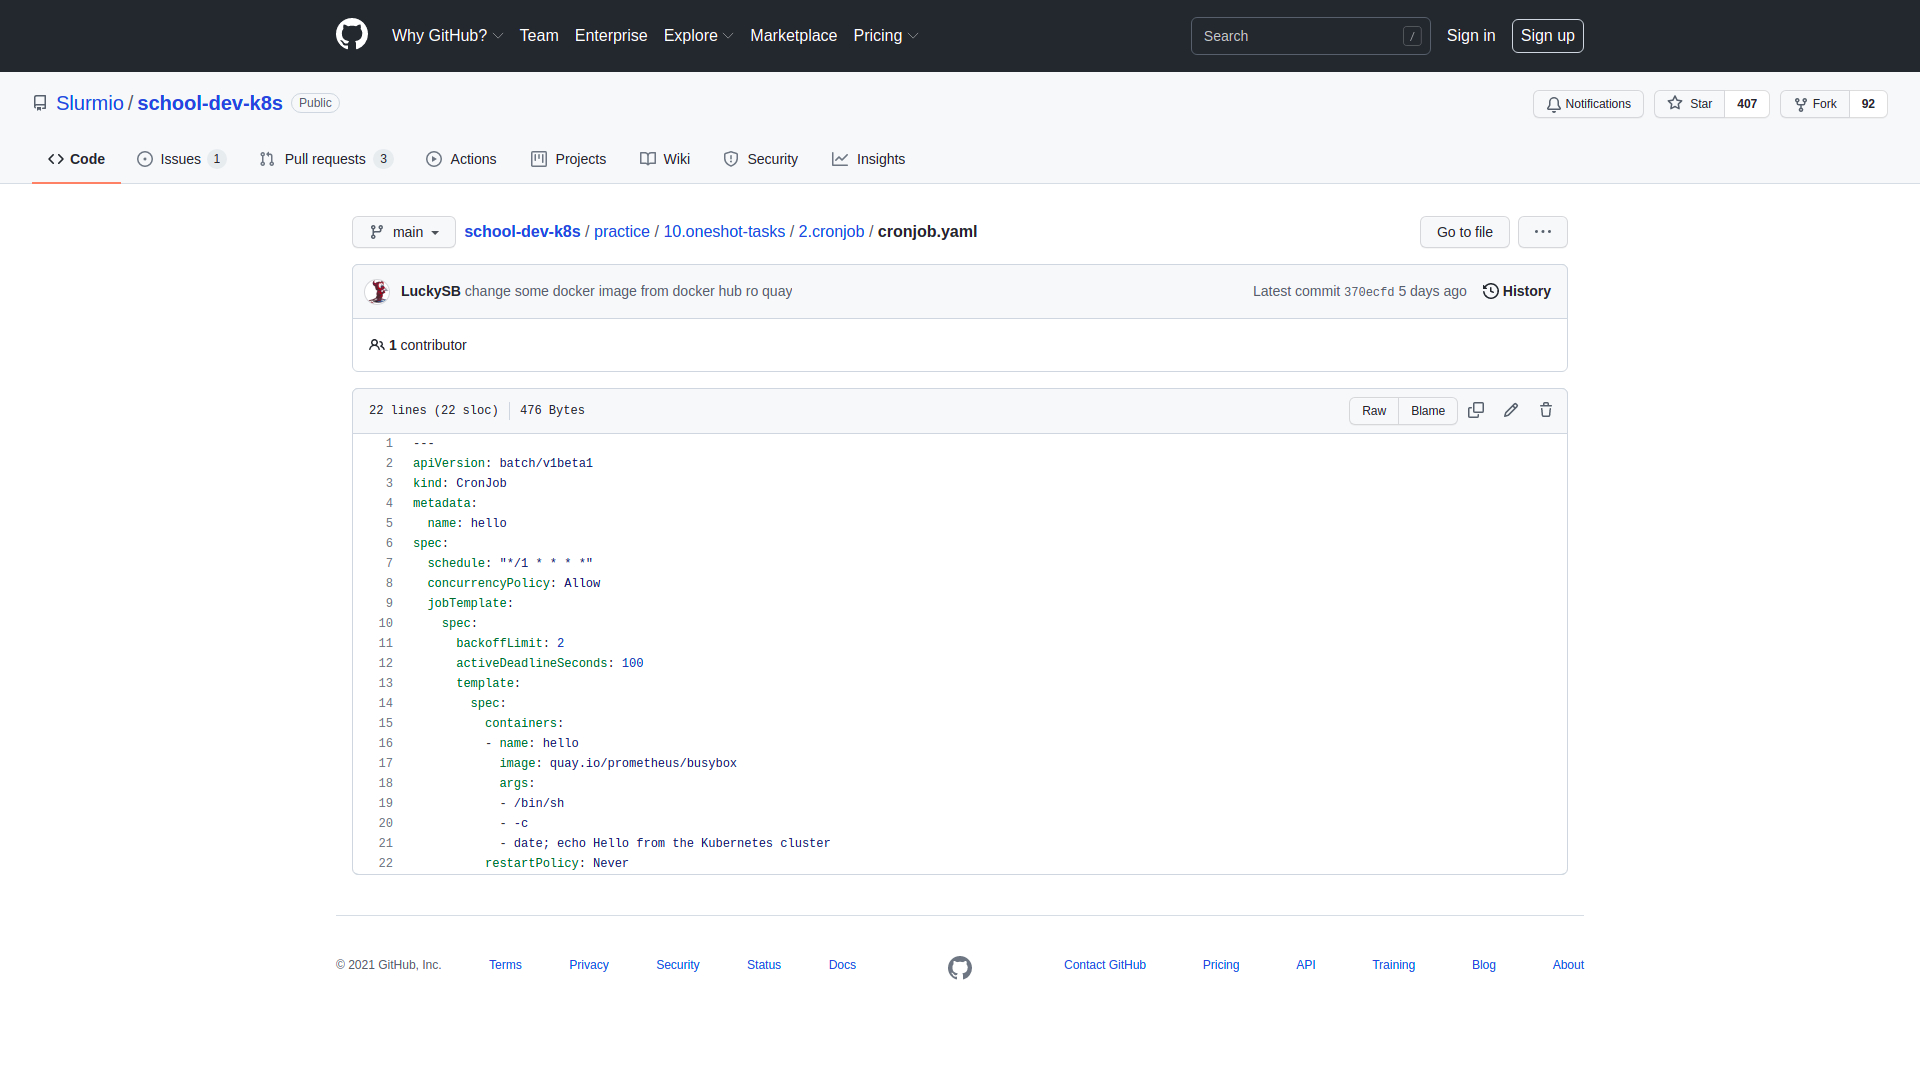 Why GitHub? Team Enterprise Explore Marketplace Pricing Search / Sign in Sign up
Slurmio / school-dev-k8s Public Notifications Star 407 Fork 92
Code Issues 1 Pull requests 3 Actions Projects Wiki Security Insights
main school-dev-k8s / practice / 10.oneshot-tasks / 2.cronjob / cronjob.yaml Go to file ...
LuckySB change some docker image from docker hub ro quay Latest commit 370ecfd 5 days ago History
1 contributor
22 lines (22 sloc) 476 Bytes Raw Blame
1 ---
2 apiVersion: batch/v1beta1
3 kind: CronJob
4 metadata:
5   name: hello
6 spec:
7   schedule: "*/1 * * * *"
8   concurrencyPolicy: Allow
9   jobTemplate:
10     spec:
11       backoffLimit: 2
12       activeDeadlineSeconds: 100
13       template:
14         spec:
15           containers:
16           - name: hello
17             image: quay.io/prometheus/busybox
18             args:
19             - /bin/sh
20             - -c
21             - date; echo Hello from the Kubernetes cluster
22           restartPolicy: Never
© 2021 GitHub, Inc. Terms Privacy Security Status Docs Contact GitHub Pricing API Training Blog About